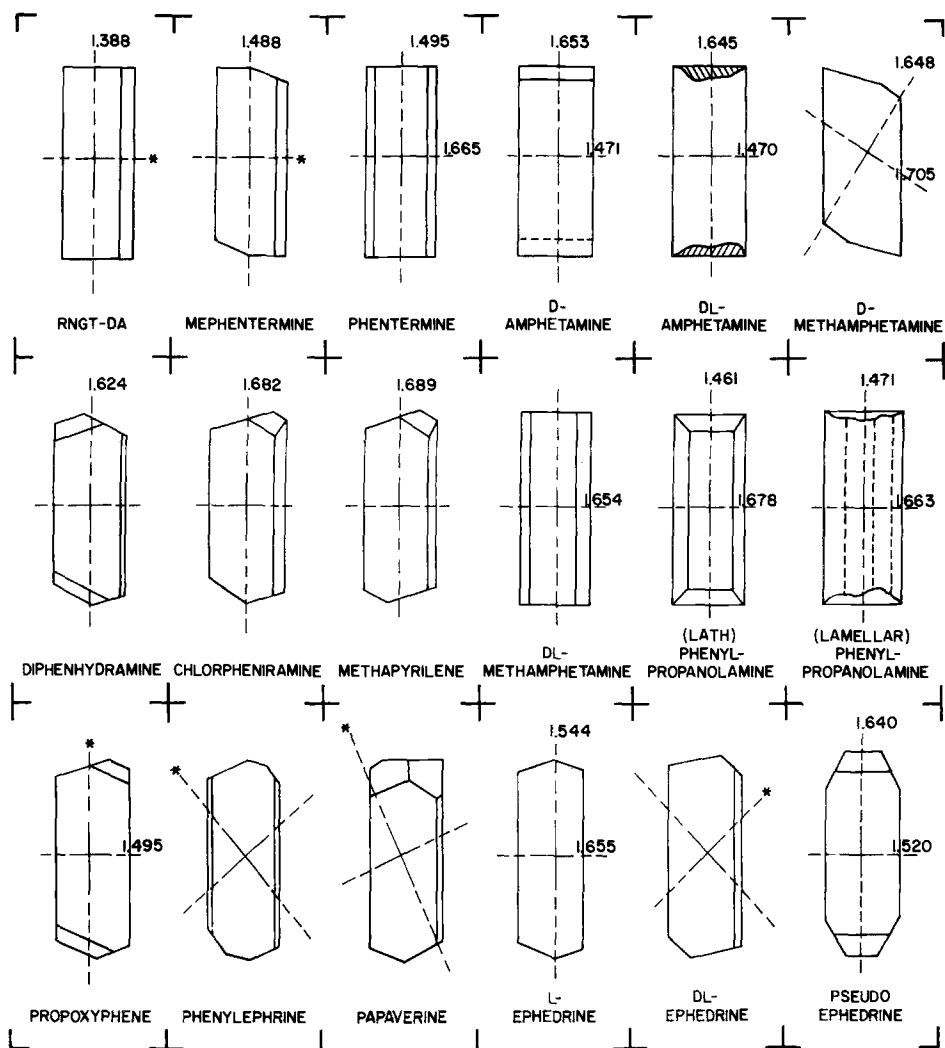 1.388
1.488
1.495
1.653
1.645
1.648
*
*
1.665
1.471
1.470
1.705
RNGT-DA
MEPHENTERMINE
PHENTERMINE
D-
AMPHETAMINE
DL-
AMPHETAMINE
D-
METHAMPHETAMINE
1.624
1.682
1.689
1.461
1.471
1.654
1.678
1.663
DIPHENHYDRAMINE
CHLORPHENIRAMINE
METHAPYRILENE
DL-
METHAMPHETAMINE
(LATH)
PHENYL-
PROPANOLAMINE
(LAMELLAR)
PHENYL-
PROPANOLAMINE
*
*
*
1.544
*
1.640
1.495
1.655
1.520
PROPOXYPHENE
PHENYLEPHRINE
PAPAVERINE
L-
EPHEDRINE
DL-
EPHEDRINE
PSEUDO
EPHEDRINE